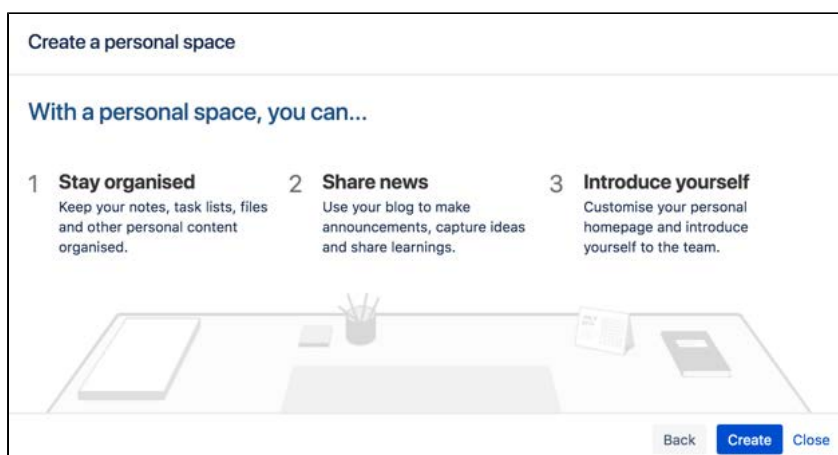 Create a personal space
With a personal space, you can...
1 Stay organised
Keep your notes, task lists, files
and other personal content
organised.
2 Share news
Use your blog to make
announcements, capture ideas
and share learnings.
3 Introduce yourself
Customise your personal
homepage and introduce
yourself to the team.
Back Create Close